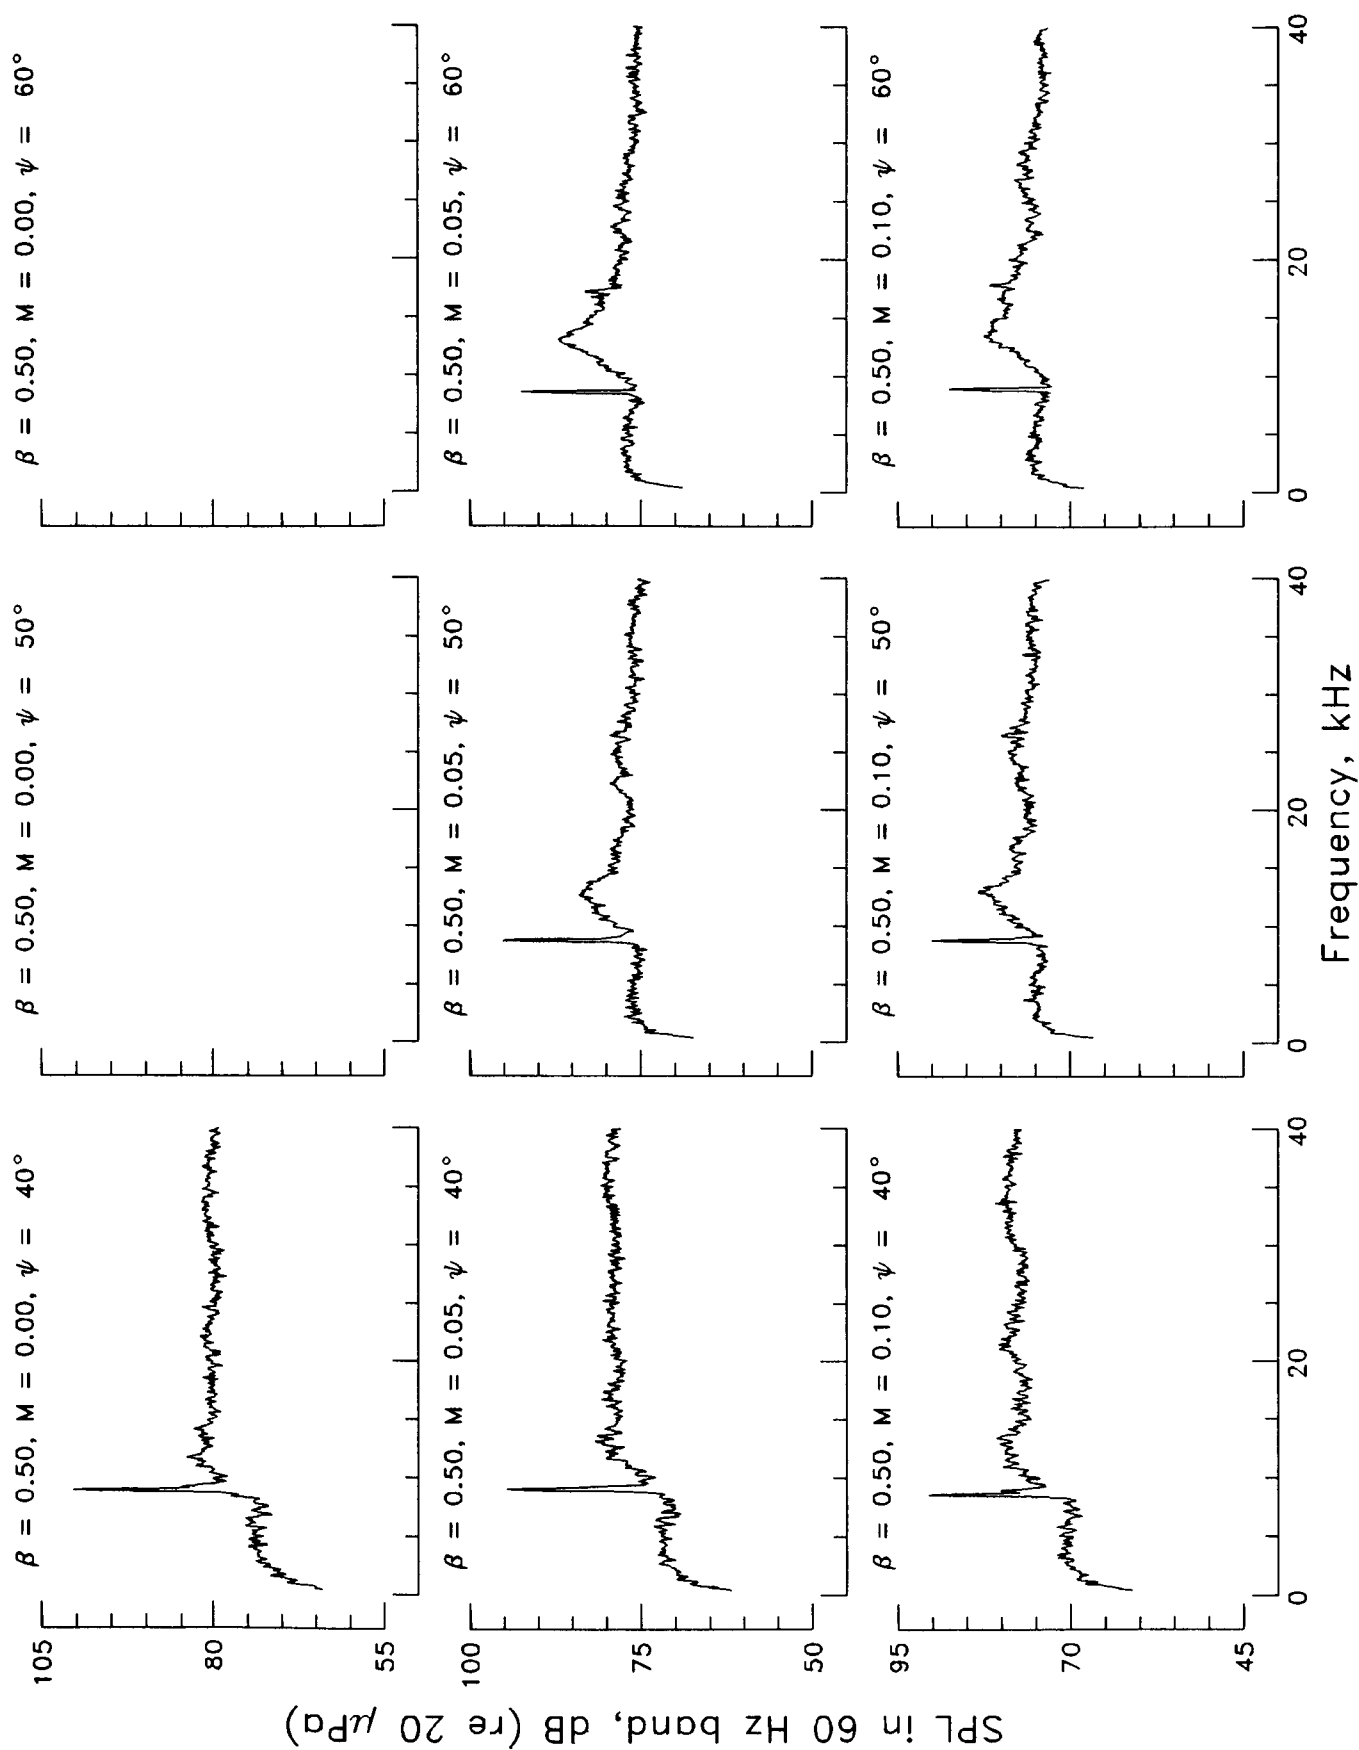 β = 0.50, M = 0.00, ψ = 40°
β = 0.50, M = 0.00, ψ = 50°
β = 0.50, M = 0.00, ψ = 60°
105
80
55
β = 0.50, M = 0.05, ψ = 40°
β = 0.50, M = 0.05, ψ = 50°
β = 0.50, M = 0.05, ψ = 60°
100
75
50
β = 0.50, M = 0.10, ψ = 40°
β = 0.50, M = 0.10, ψ = 50°
β = 0.50, M = 0.10, ψ = 60°
95
70
45
0 20 40
0 20 40
0 20 40
SPL in 60 Hz band, dB (re 20 μPa)
Frequency, kHz